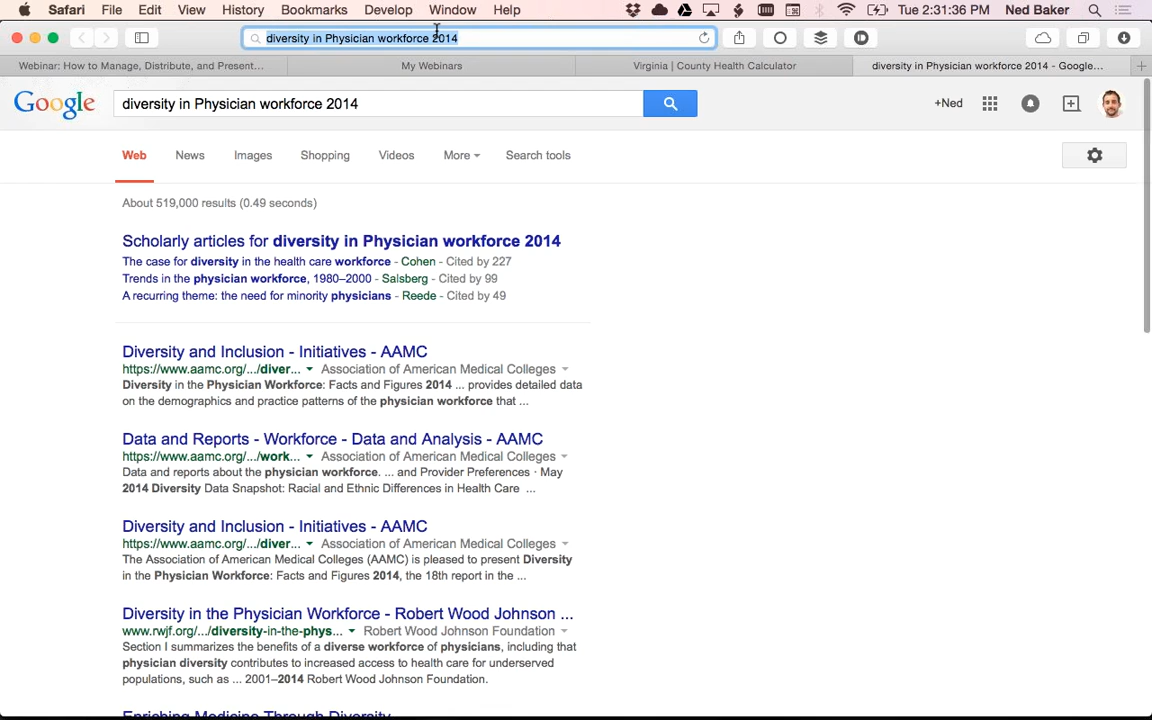 Safari File Edit View History Bookmarks Develop Window Help Tue 2:31:36 PM Ned Baker
diversity in Physician workforce 2014
Webinar: How to Manage, Distribute, and Present... My Webinars Virginia | County Health Calculator diversity in Physician workforce 2014 - Google...
Google diversity in Physician workforce 2014 +Ned
Web News Images Shopping Videos More Search tools
About 519,000 results (0.49 seconds)
Scholarly articles for diversity in Physician workforce 2014
The case for diversity in the health care workforce - Cohen - Cited by 227
Trends in the physician workforce, 1980–2000 - Salsberg - Cited by 99
A recurring theme: the need for minority physicians - Reede - Cited by 49
Diversity and Inclusion - Initiatives - AAMC
https://www.aamc.org/.../diver... Association of American Medical Colleges
Diversity in the Physician Workforce: Facts and Figures 2014 ... provides detailed data
on the demographics and practice patterns of the physician workforce that ...
Data and Reports - Workforce - Data and Analysis - AAMC
https://www.aamc.org/.../work... Association of American Medical Colleges
Data and reports about the physician workforce. ... and Provider Preferences · May
2014 Diversity Data Snapshot: Racial and Ethnic Differences in Health Care ...
Diversity and Inclusion - Initiatives - AAMC
https://www.aamc.org/.../diver... Association of American Medical Colleges
The Association of American Medical Colleges (AAMC) is pleased to present Diversity
in the Physician Workforce: Facts and Figures 2014, the 18th report in the ...
Diversity in the Physician Workforce - Robert Wood Johnson ...
www.rwjf.org/.../diversity-in-the-phys... Robert Wood Johnson Foundation
Section I summarizes the benefits of a diverse workforce of physicians, including that
physician diversity contributes to increased access to health care for underserved
populations, such as ... 2001–2014 Robert Wood Johnson Foundation.
Enriching Medicine Through Diversity